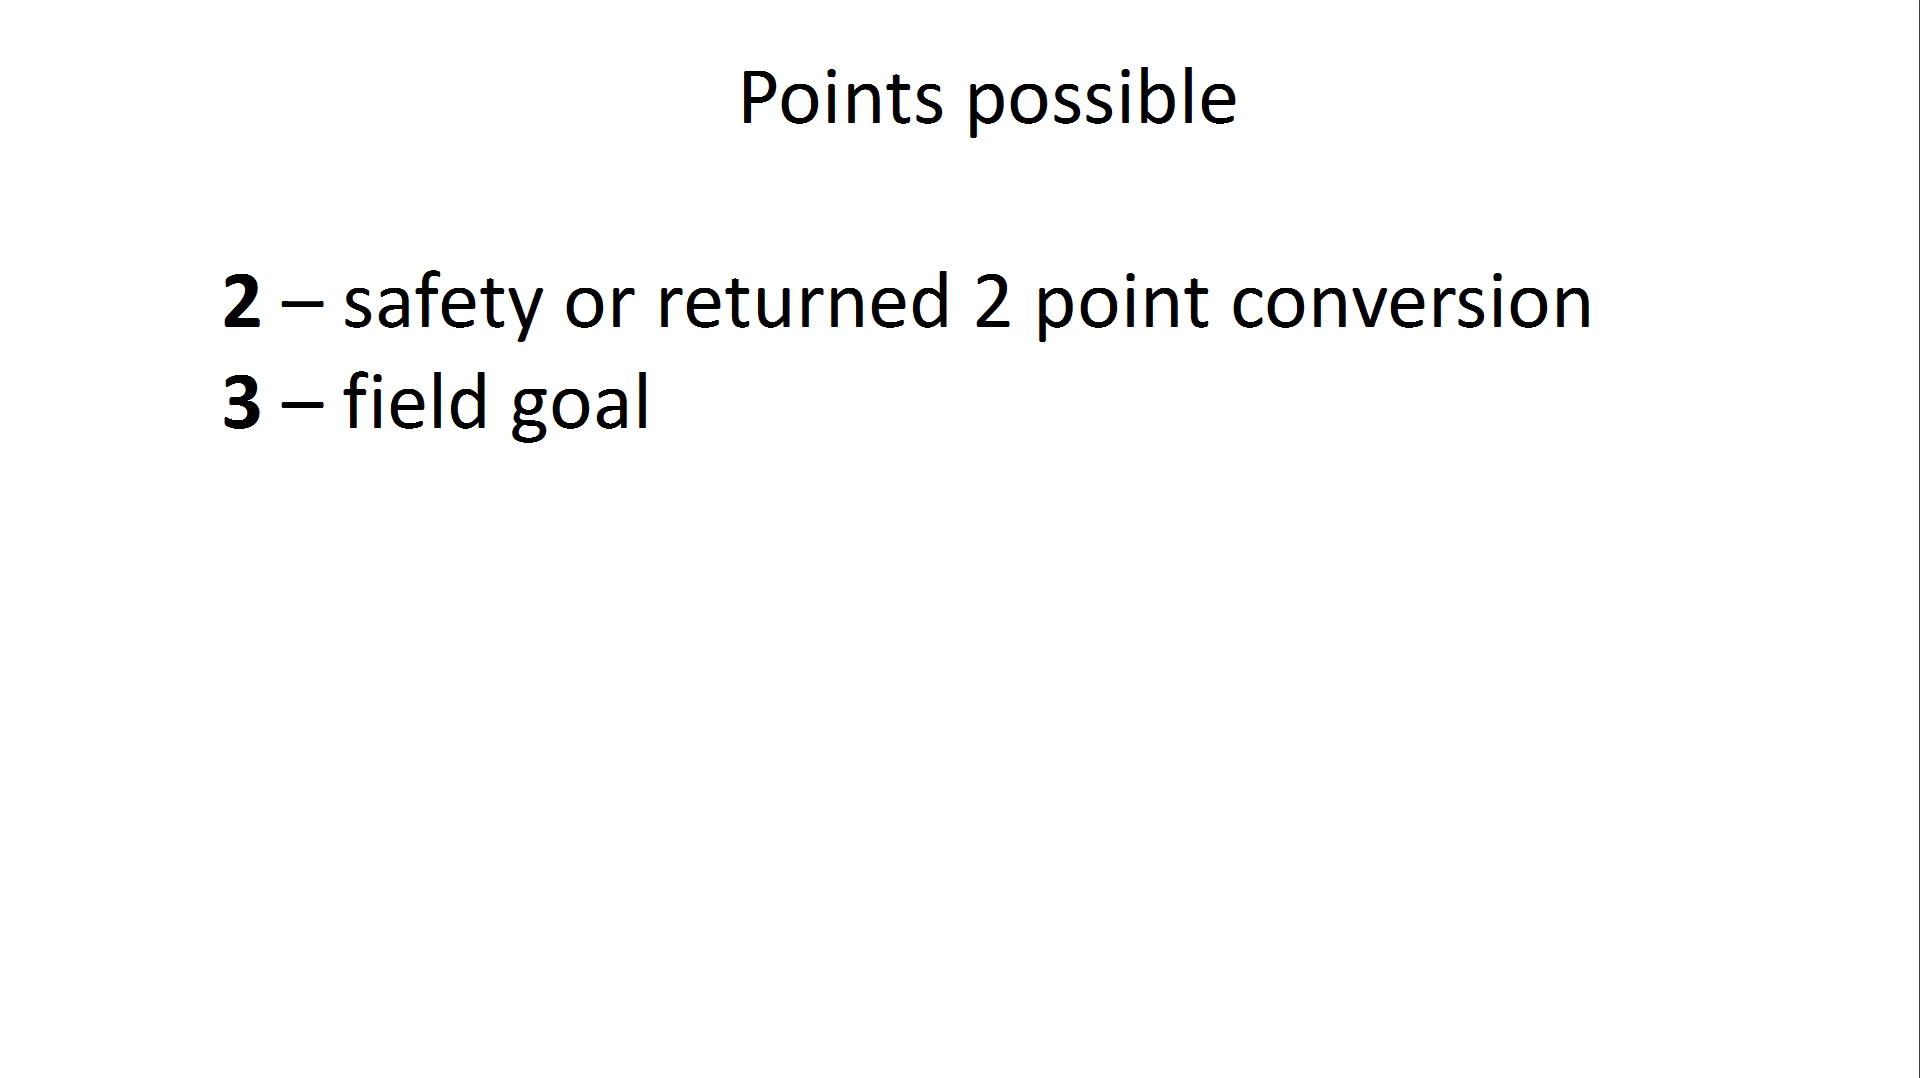 Points possible
2 – safety or returned 2 point conversion
3 – field goal